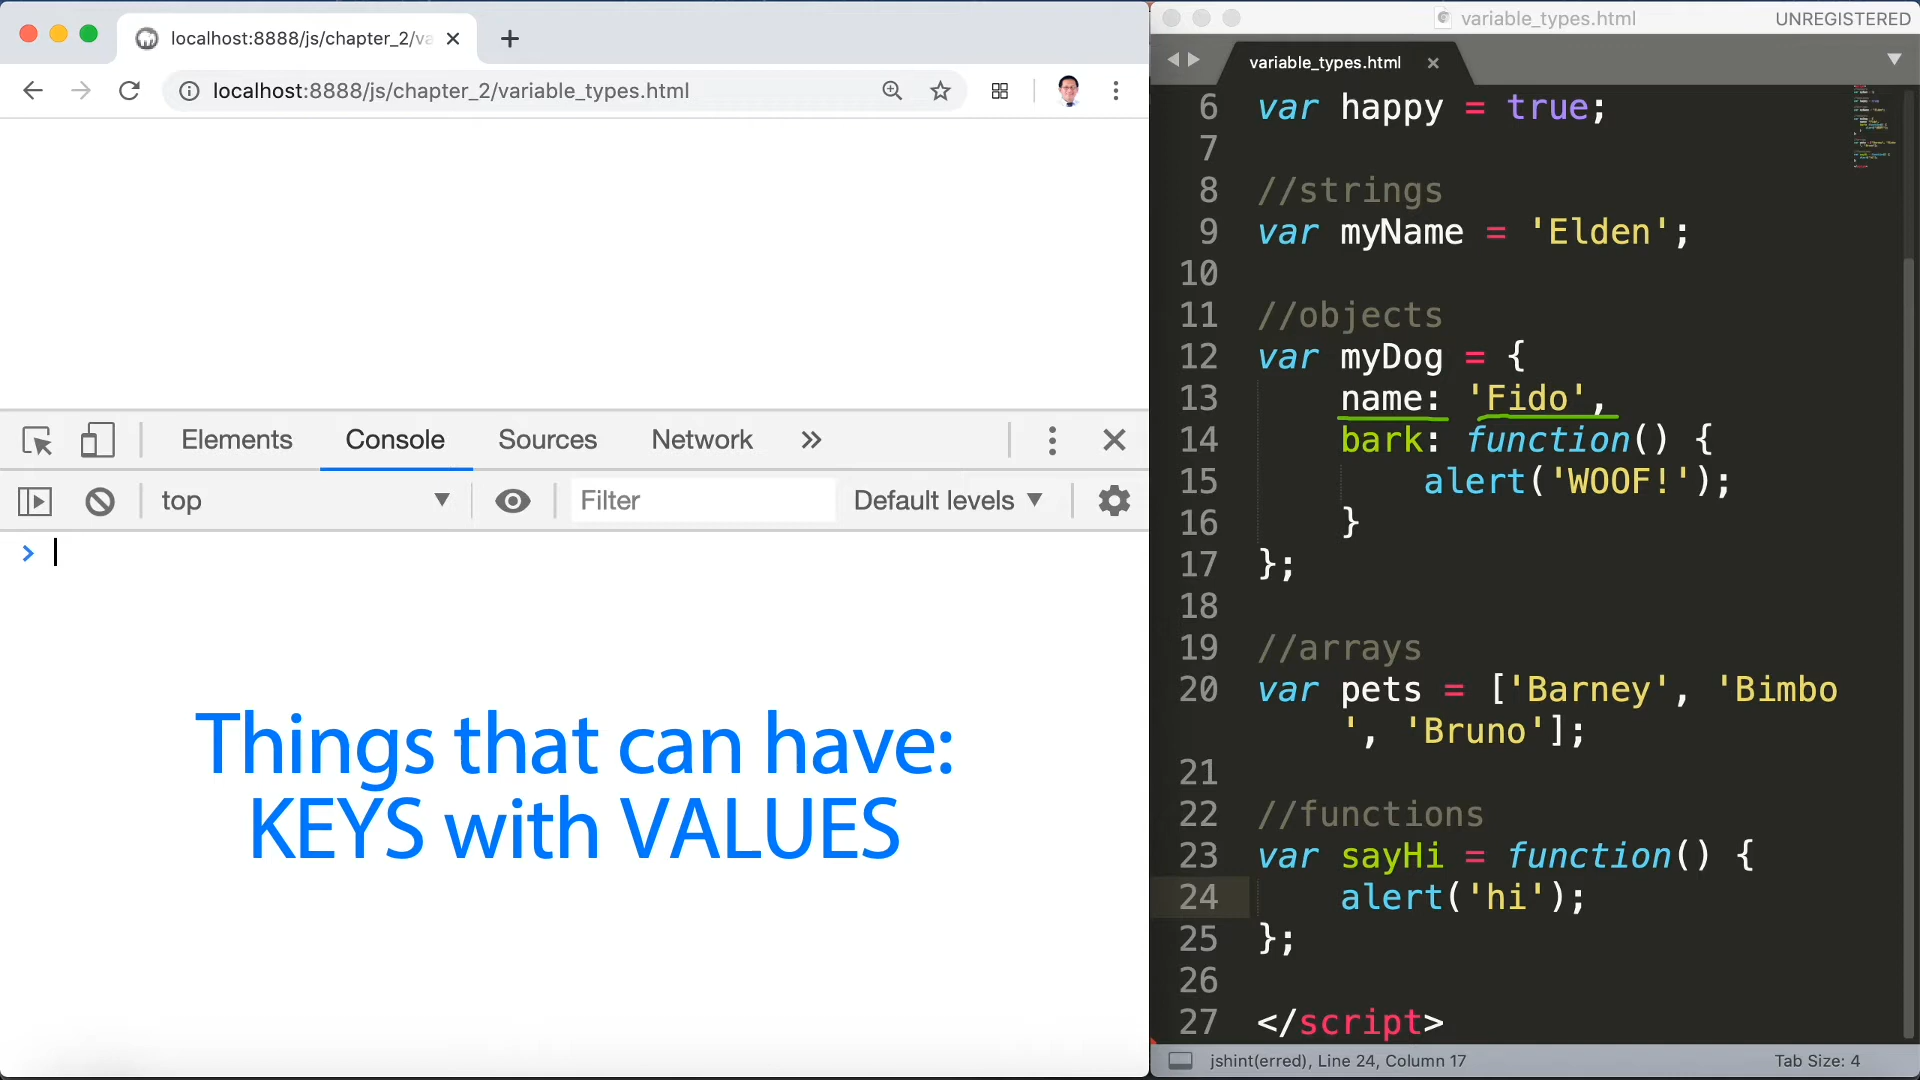 localhost:8888/js/chapter_2/va
localhost:8888/js/chapter_2/variable_types.html
Elements Console Sources Network »
top Filter Default levels
>
Things that can have:
KEYS with VALUES
variable_types.html UNREGISTERED
variable_types.html
6 var happy = true;
7
8 //strings
9 var myName = 'Elden';
10
11 //objects
12 var myDog = {
13 name: 'Fido',
14 bark: function() {
15 alert('WOOF!');
16 }
17 };
18
19 //arrays
20 var pets = ['Barney', 'Bimbo
', 'Bruno'];
21
22 //functions
23 var sayHi = function() {
24 alert('hi');
25 };
26
27 </script>
jshint(erred), Line 24, Column 17 Tab Size: 4